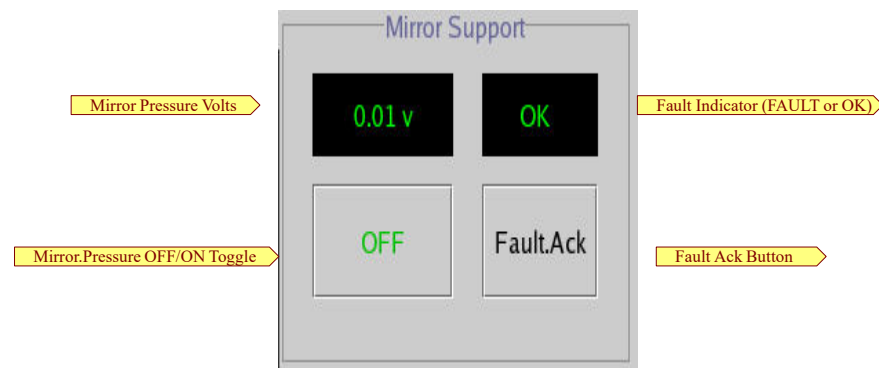 Mirror Support
Mirror Pressure Volts
0.01 v
OK
Fault Indicator (FAULT or OK)
Mirror.Pressure OFF/ON Toggle
OFF
Fault.Ack
Fault Ack Button